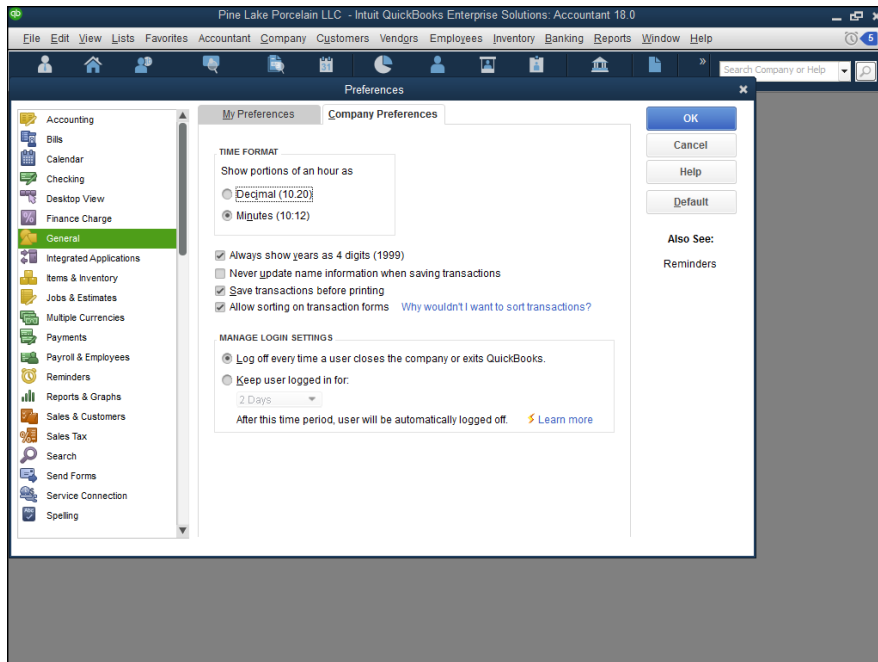 qb
Pine Lake Porcelain LLC - Intuit QuickBooks Enterprise Solutions: Accountant 18.0
File Edit View Lists Favorites Accountant Company Customers Vendors Employees Inventory Banking Reports Window Help 5
31 » Search Company or Help
Preferences
My Preferences Company Preferences
Accounting
Bills
Calendar
Checking
Desktop View
Finance Charge
General
Integrated Applications
Items & Inventory
Jobs & Estimates
Multiple Currencies
Payments
Payroll & Employees
Reminders
Reports & Graphs
Sales & Customers
Sales Tax
Search
Send Forms
Service Connection
Spelling
TIME FORMAT
Show portions of an hour as
Decimal (10.20)
Minutes (10:12)
Always show years as 4 digits (1999)
Never update name information when saving transactions
Save transactions before printing
Allow sorting on transaction forms Why wouldn't I want to sort transactions?
MANAGE LOGIN SETTINGS
Log off every time a user closes the company or exits QuickBooks.
Keep user logged in for:
2 Days
After this time period, user will be automatically logged off. Learn more
OK
Cancel
Help
Default
Also See:
Reminders